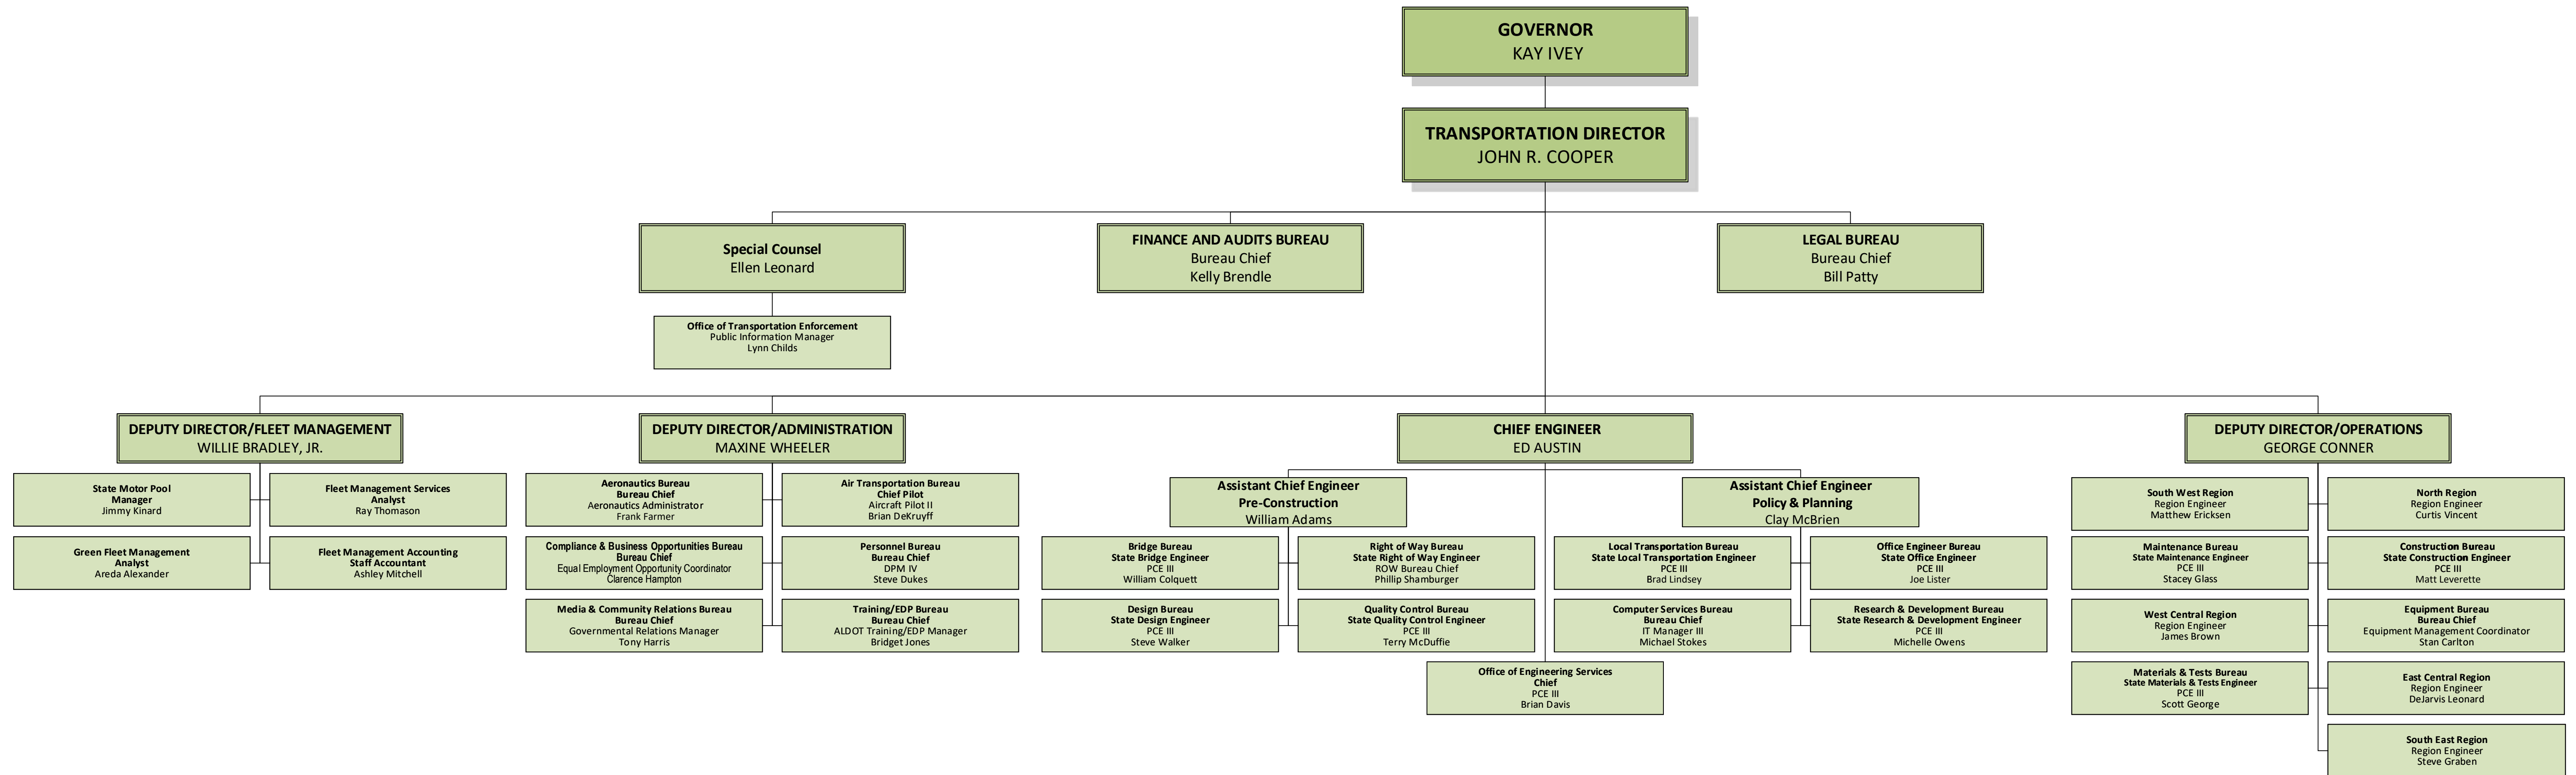 GOVERNOR
KAY IVEY
TRANSPORTATION DIRECTOR
JOHN R. COOPER
Special Counsel
Ellen Leonard
FINANCE AND AUDITS BUREAU
Bureau Chief
Kelly Brendle
LEGAL BUREAU
Bureau Chief
Bill Patty
Office of Transportation Enforcement
Public Information Manager
Lynn Childs
DEPUTY DIRECTOR/FLEET MANAGEMENT
WILLIE BRADLEY, JR.
State Motor Pool
Manager
Jimmy Kinard
Fleet Management Services
Analyst
Ray Thomason
Green Fleet Management
Analyst
Areda Alexander
Fleet Management Accounting
Staff Accountant
Ashley Mitchell
DEPUTY DIRECTOR/ADMINISTRATION
MAXINE WHEELER
Aeronautics Bureau
Bureau Chief
Aeronautics Administrator
Frank Farmer
Air Transportation Bureau
Chief Pilot
Aircraft Pilot II
Brian DeKruyff
Compliance & Business Opportunities Bureau
Bureau Chief
Equal Employment Opportunity Coordinator
Clarence Hampton
Personnel Bureau
Bureau Chief
DPM IV
Steve Dukes
Media & Community Relations Bureau
Bureau Chief
Governmental Relations Manager
Tony Harris
Training/EDP Bureau
Bureau Chief
ALDOT Training/EDP Manager
Bridget Jones
CHIEF ENGINEER
ED AUSTIN
Assistant Chief Engineer
Pre-Construction
William Adams
Bridge Bureau
State Bridge Engineer
PCE III
William Colquett
Right of Way Bureau
State Right of Way Engineer
ROW Bureau Chief
Phillip Shamburger
Design Bureau
State Design Engineer
PCE III
Steve Walker
Quality Control Bureau
State Quality Control Engineer
PCE III
Terry McDuffie
Assistant Chief Engineer
Policy & Planning
Clay McBrien
Local Transportation Bureau
State Local Transportation Engineer
PCE III
Brad Lindsey
Office Engineer Bureau
State Office Engineer
PCE III
Joe Lister
Computer Services Bureau
Bureau Chief
IT Manager III
Michael Stokes
Research & Development Bureau
State Research & Development Engineer
PCE III
Michelle Owens
Office of Engineering Services
Chief
PCE III
Brian Davis
DEPUTY DIRECTOR/OPERATIONS
GEORGE CONNER
South West Region
Region Engineer
Matthew Ericksen
North Region
Region Engineer
Curtis Vincent
Maintenance Bureau
State Maintenance Engineer
PCE III
Stacey Glass
Construction Bureau
State Construction Engineer
PCE III
Matt Leverette
West Central Region
Region Engineer
James Brown
Equipment Bureau
Bureau Chief
Equipment Management Coordinator
Stan Carlton
Materials & Tests Bureau
State Materials & Tests Engineer
PCE III
Scott George
East Central Region
Region Engineer
DeJarvis Leonard
South East Region
Region Engineer
Steve Graben